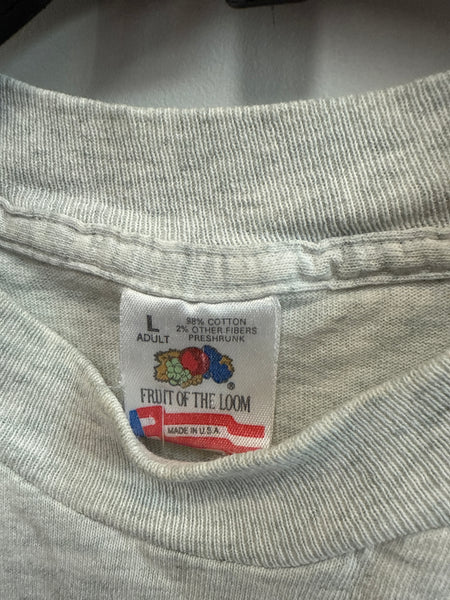 L
ADULT
98% COTTON
2% OTHER FIBERS
PRESHRUNK
®
FRUIT OF THE LOOM
MADE IN U.S.A.